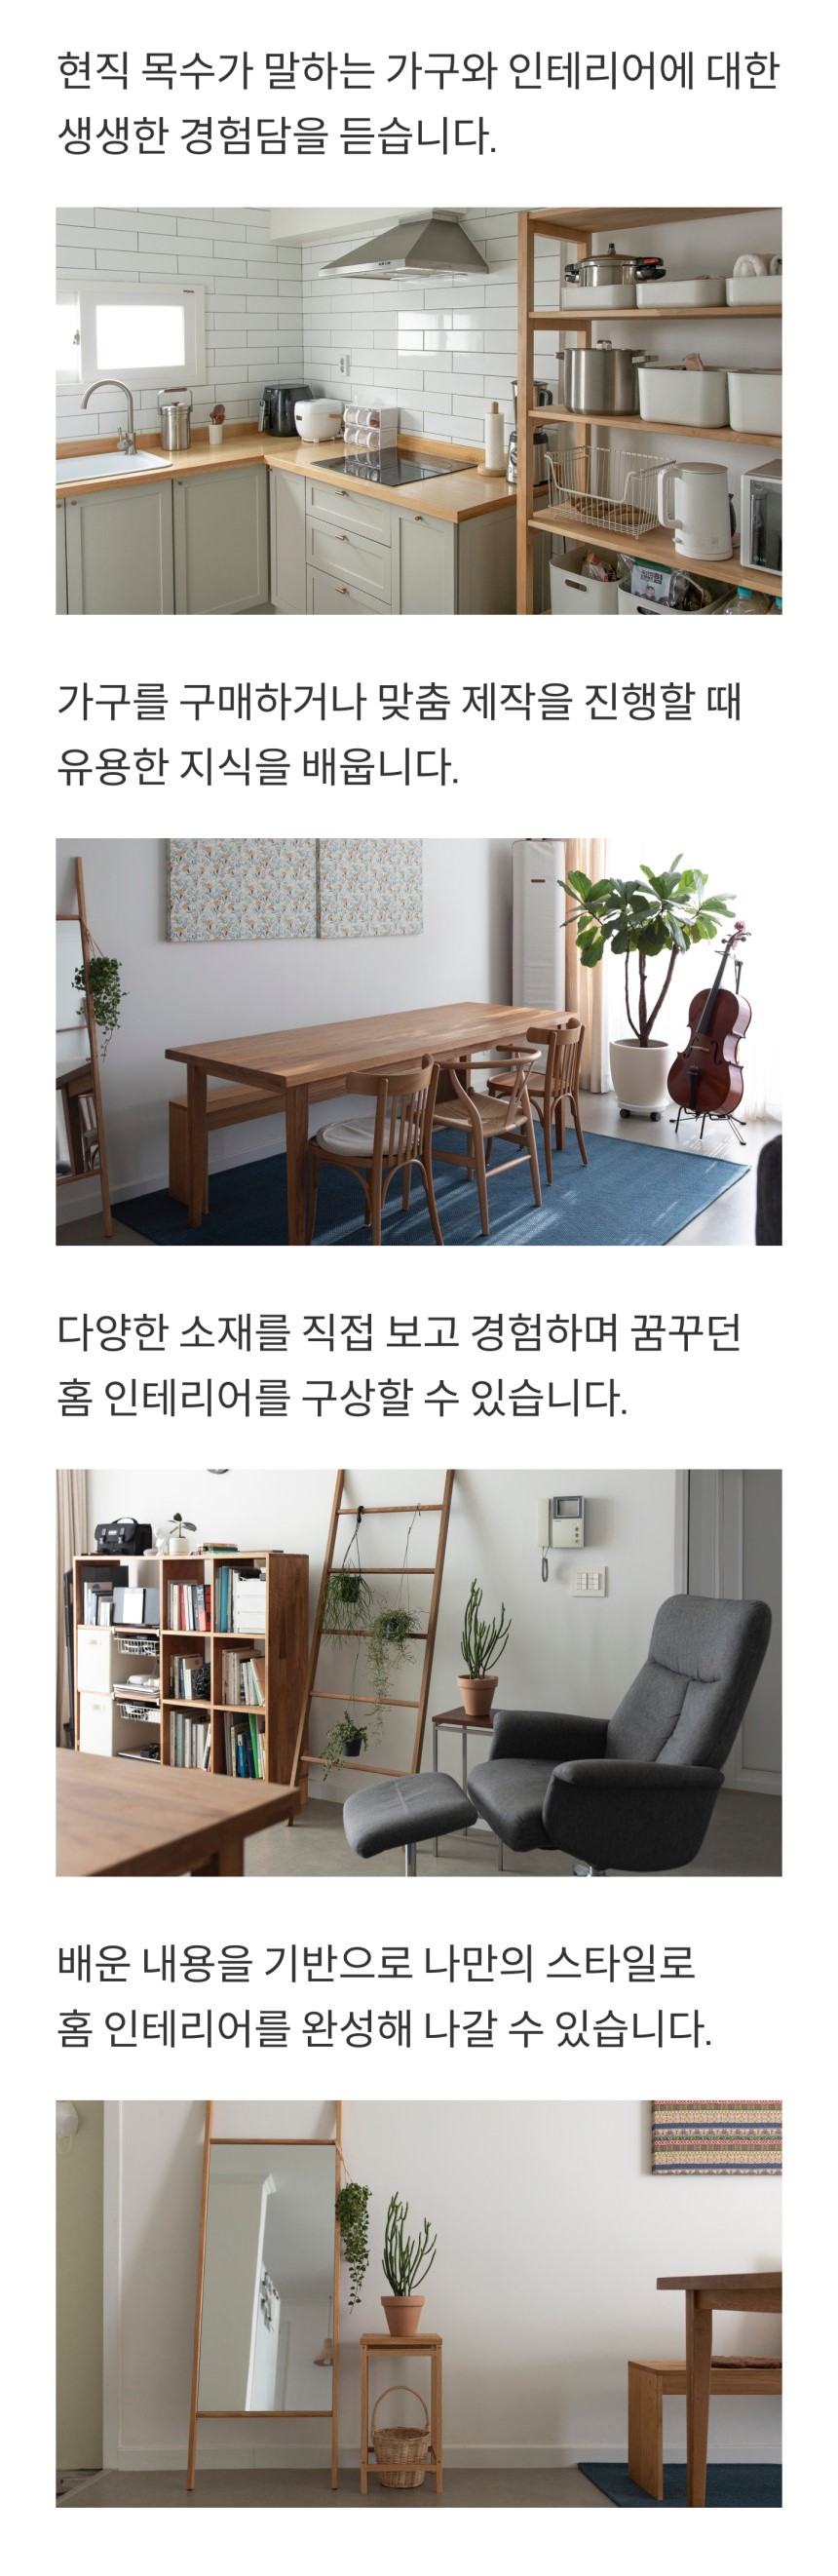 현직 목수가 말하는 가구와 인테리어에 대한
생생한 경험담을 듣습니다.
가구를 구매하거나 맞춤 제작을 진행할 때
유용한 지식을 배웁니다.
다양한 소재를 직접 보고 경험하며 꿈꾸던
홈 인테리어를 구상할 수 있습니다.
배운 내용을 기반으로 나만의 스타일로
홈 인테리어를 완성해 나갈 수 있습니다.